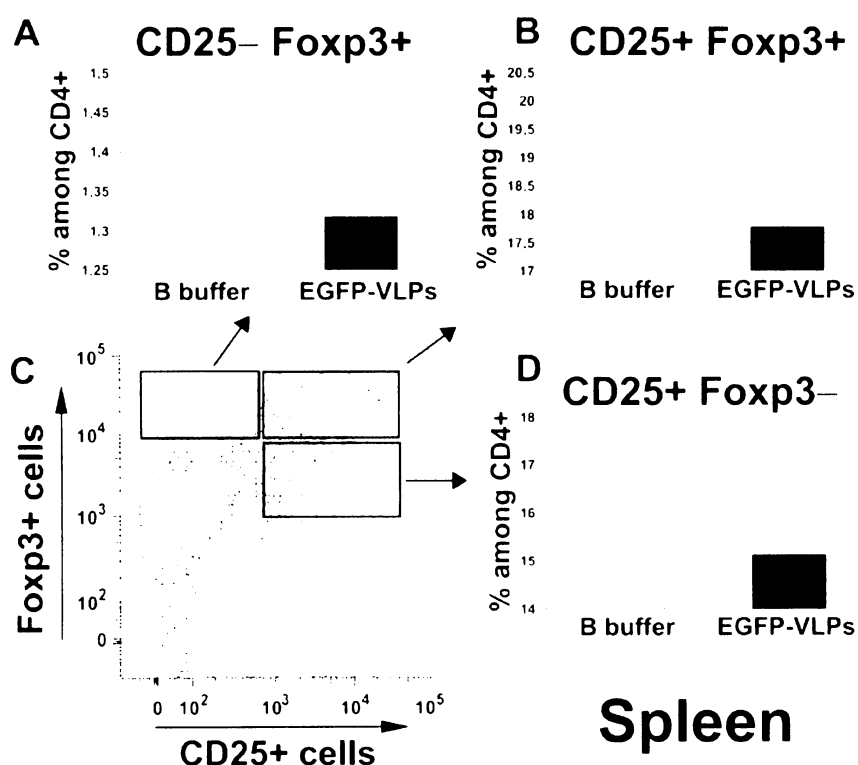 A
CD25– Foxp3+
% among CD4+
1.5
1.45
1.4
1.35
1.3
1.25
B buffer
EGFP-VLPs
B
CD25+ Foxp3+
% among CD4+
20.5
20
19.5
19
18.5
18
17.5
17
B buffer
EGFP-VLPs
C
Foxp3+ cells
10⁵
10⁴
10³
10²
0
0
10²
10³
10⁴
10⁵
CD25+ cells
D
CD25+ Foxp3–
% among CD4+
18
17
16
15
14
B buffer
EGFP-VLPs
Spleen